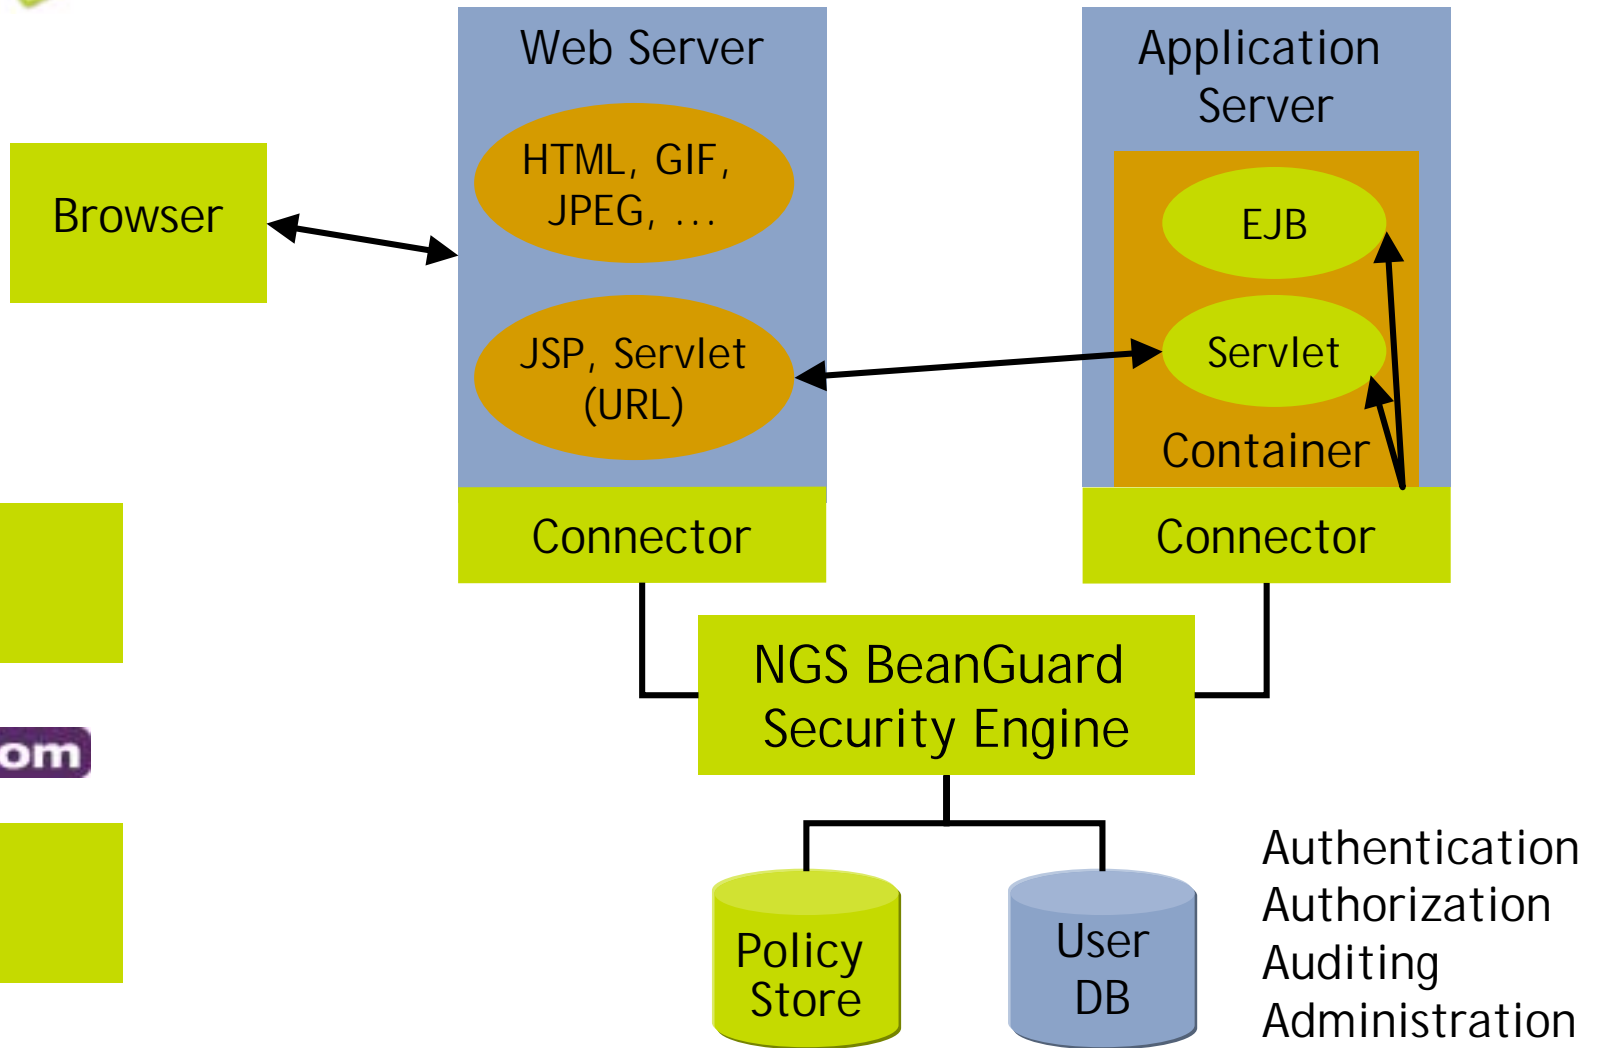 Web Server
Application
Server
HTML, GIF,
JPEG, ...
Browser
EJB
JSP, Servlet
(URL)
Servlet
Container
Connector
Connector
NGS BeanGuard
Security Engine
om
Policy
Store
User
DB
Authentication
Authorization
Auditing
Administration